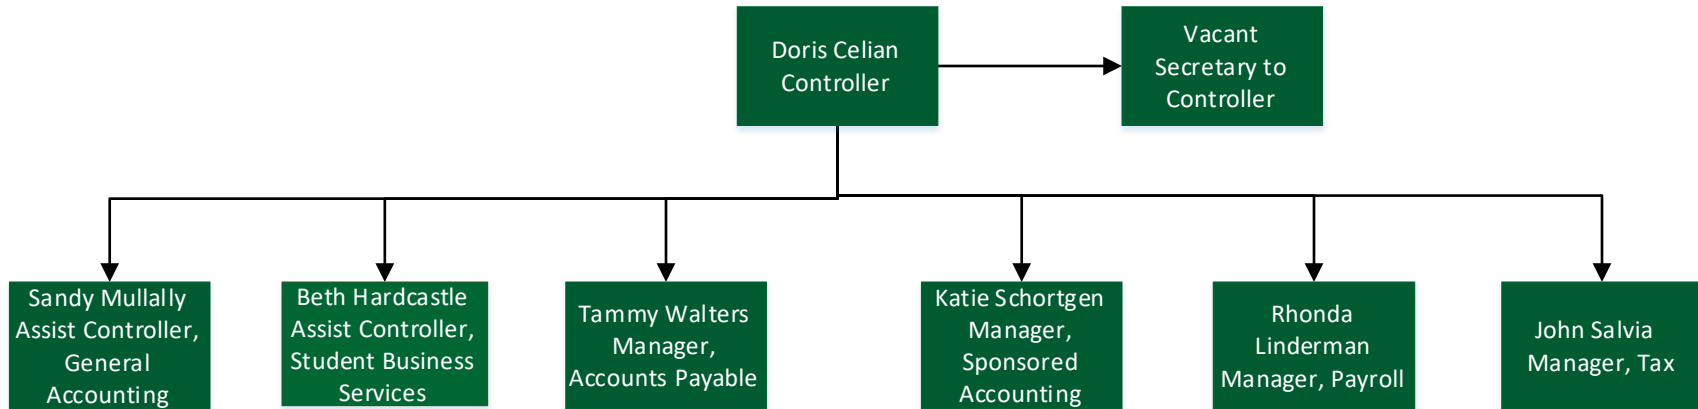 Doris Celian
Controller
Vacant
Secretary to
Controller
Sandy Mullally
Assist Controller,
General
Accounting
Beth Hardcastle
Assist Controller,
Student Business
Services
Tammy Walters
Manager,
Accounts Payable
Katie Schortgen
Manager,
Sponsored
Accounting
Rhonda
Linderman
Manager, Payroll
John Salvia
Manager, Tax